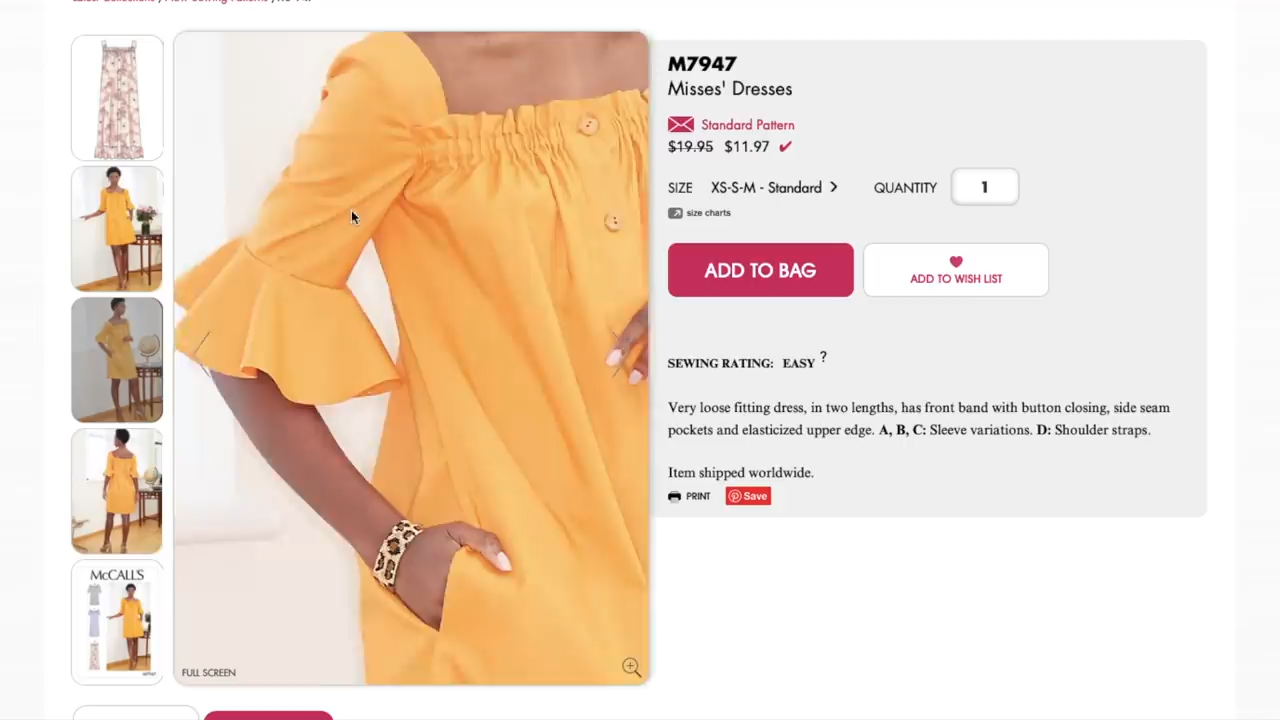 M7947
Misses' Dresses
Standard Pattern
$19.95 $11.97
SIZE XS-S-M - Standard QUANTITY 1
size charts
ADD TO BAG
ADD TO WISH LIST
SEWING RATING: EASY ?
Very loose fitting dress, in two lengths, has front band with button closing, side seam
pockets and elasticized upper edge. A, B, C: Sleeve variations. D: Shoulder straps.
Item shipped worldwide.
PRINT Save
McCALL'S
FULL SCREEN